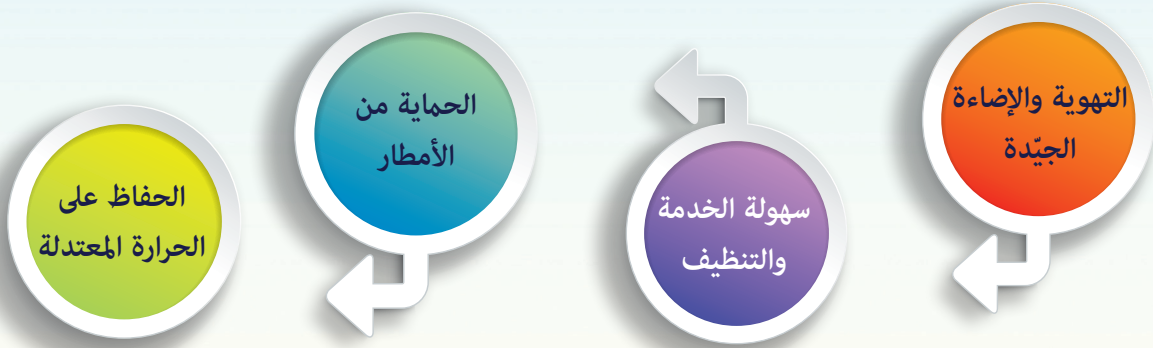 التهوية والإضاءة
الجيّدة
سهولة الخدمة
والتنظيف
الحماية من
الأمطار
الحفاظ على
الحرارة المعتدلة